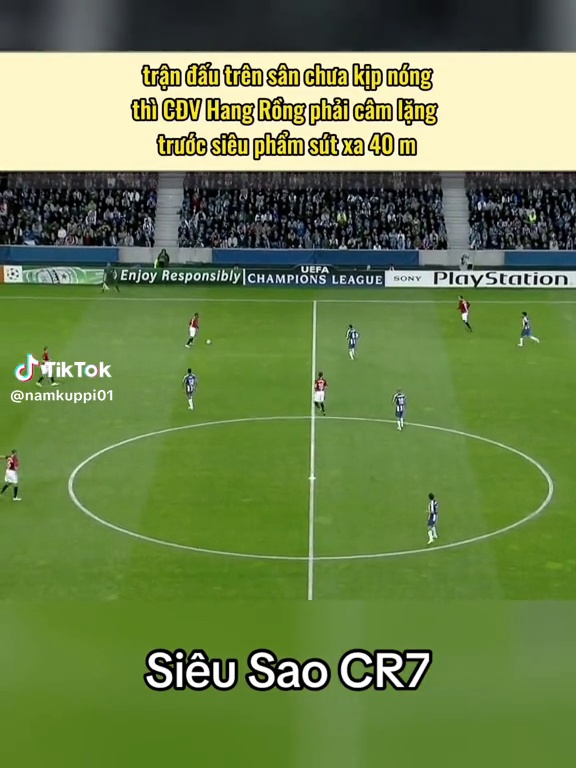 trận đấu trên sân chưa kịp nóng
thì CĐV Hang Rồng phải câm lặng
trước siêu phẩm sút xa 40 m
Enjoy Responsibly
UEFA
CHAMPIONS LEAGUE
SONY PlayStation
TikTok
@namkuppi01
Siêu Sao CR7